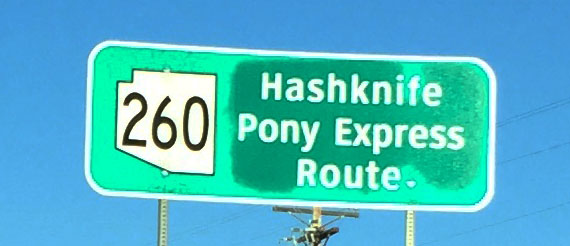 260
Hashknife
Pony Express
Route